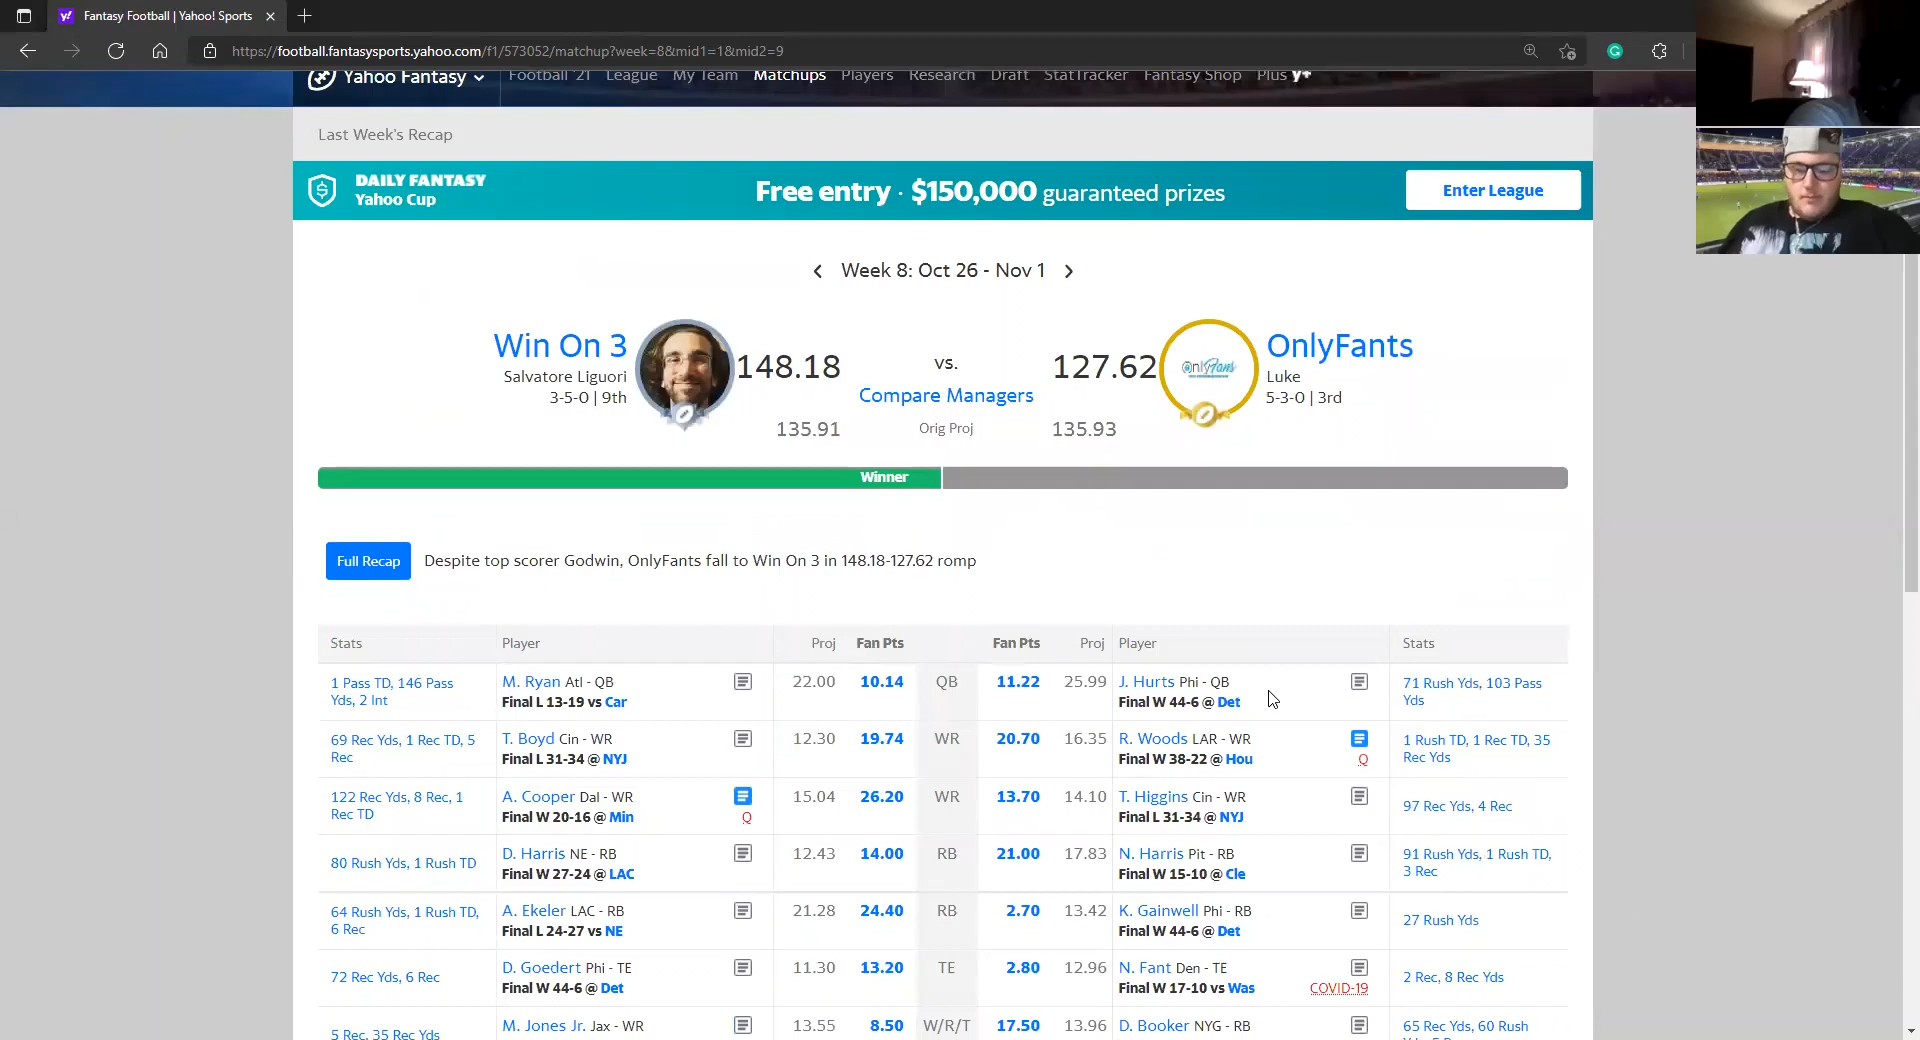 Fantasy Football | Yahoo! Sports
https://football.fantasysports.yahoo.com/f1/573052/matchup?week=8&mid1=1&mid2=9
Yahoo Fantasy Football '21 League My Team Matchups Players Research Draft StatTracker Fantasy Shop Plus y+
Last Week's Recap
DAILY FANTASY
Yahoo Cup
Free entry · $150,000 guaranteed prizes
Enter League
Week 8: Oct 26 - Nov 1
Win On 3
Salvatore Liguori
3-5-0 | 9th
148.18
135.91
vs.
Compare Managers
Orig Proj
127.62
135.93
OnlyFans
OnlyFants
Luke
5-3-0 | 3rd
Winner
Full Recap Despite top scorer Godwin, OnlyFants fall to Win On 3 in 148.18-127.62 romp
Stats Player Proj Fan Pts Fan Pts Proj Player Stats
1 Pass TD, 146 Pass Yds, 2 Int M. Ryan Atl - QB 22.00 10.14 QB 11.22 25.99 J. Hurts Phi - QB 71 Rush Yds, 103 Pass Yds
Final L 13-19 vs Car Final W 44-6 @ Det
69 Rec Yds, 1 Rec TD, 5 Rec T. Boyd Cin - WR 12.30 19.74 WR 20.70 16.35 R. Woods LAR - WR 1 Rush TD, 1 Rec TD, 35 Rec Yds
Final L 31-34 @ NYJ Final W 38-22 @ Hou Q
122 Rec Yds, 8 Rec, 1 Rec TD A. Cooper Dal - WR 15.04 26.20 WR 13.70 14.10 T. Higgins Cin - WR 97 Rec Yds, 4 Rec
Final W 20-16 @ Min Q Final L 31-34 @ NYJ
80 Rush Yds, 1 Rush TD D. Harris NE - RB 12.43 14.00 RB 21.00 17.83 N. Harris Pit - RB 91 Rush Yds, 1 Rush TD, 3 Rec
Final W 27-24 @ LAC Final W 15-10 @ Cle
64 Rush Yds, 1 Rush TD, 6 Rec A. Ekeler LAC - RB 21.28 24.40 RB 2.70 13.42 K. Gainwell Phi - RB 27 Rush Yds
Final L 24-27 vs NE Final W 44-6 @ Det
72 Rec Yds, 6 Rec D. Goedert Phi - TE 11.30 13.20 TE 2.80 12.96 N. Fant Den - TE 2 Rec, 8 Rec Yds
Final W 44-6 @ Det Final W 17-10 vs Was COVID-19
5 Rec, 35 Rec Yds M. Jones Jr. Jax - WR 13.55 8.50 W/R/T 17.50 13.96 D. Booker NYG - RB 65 Rec Yds, 60 Rush